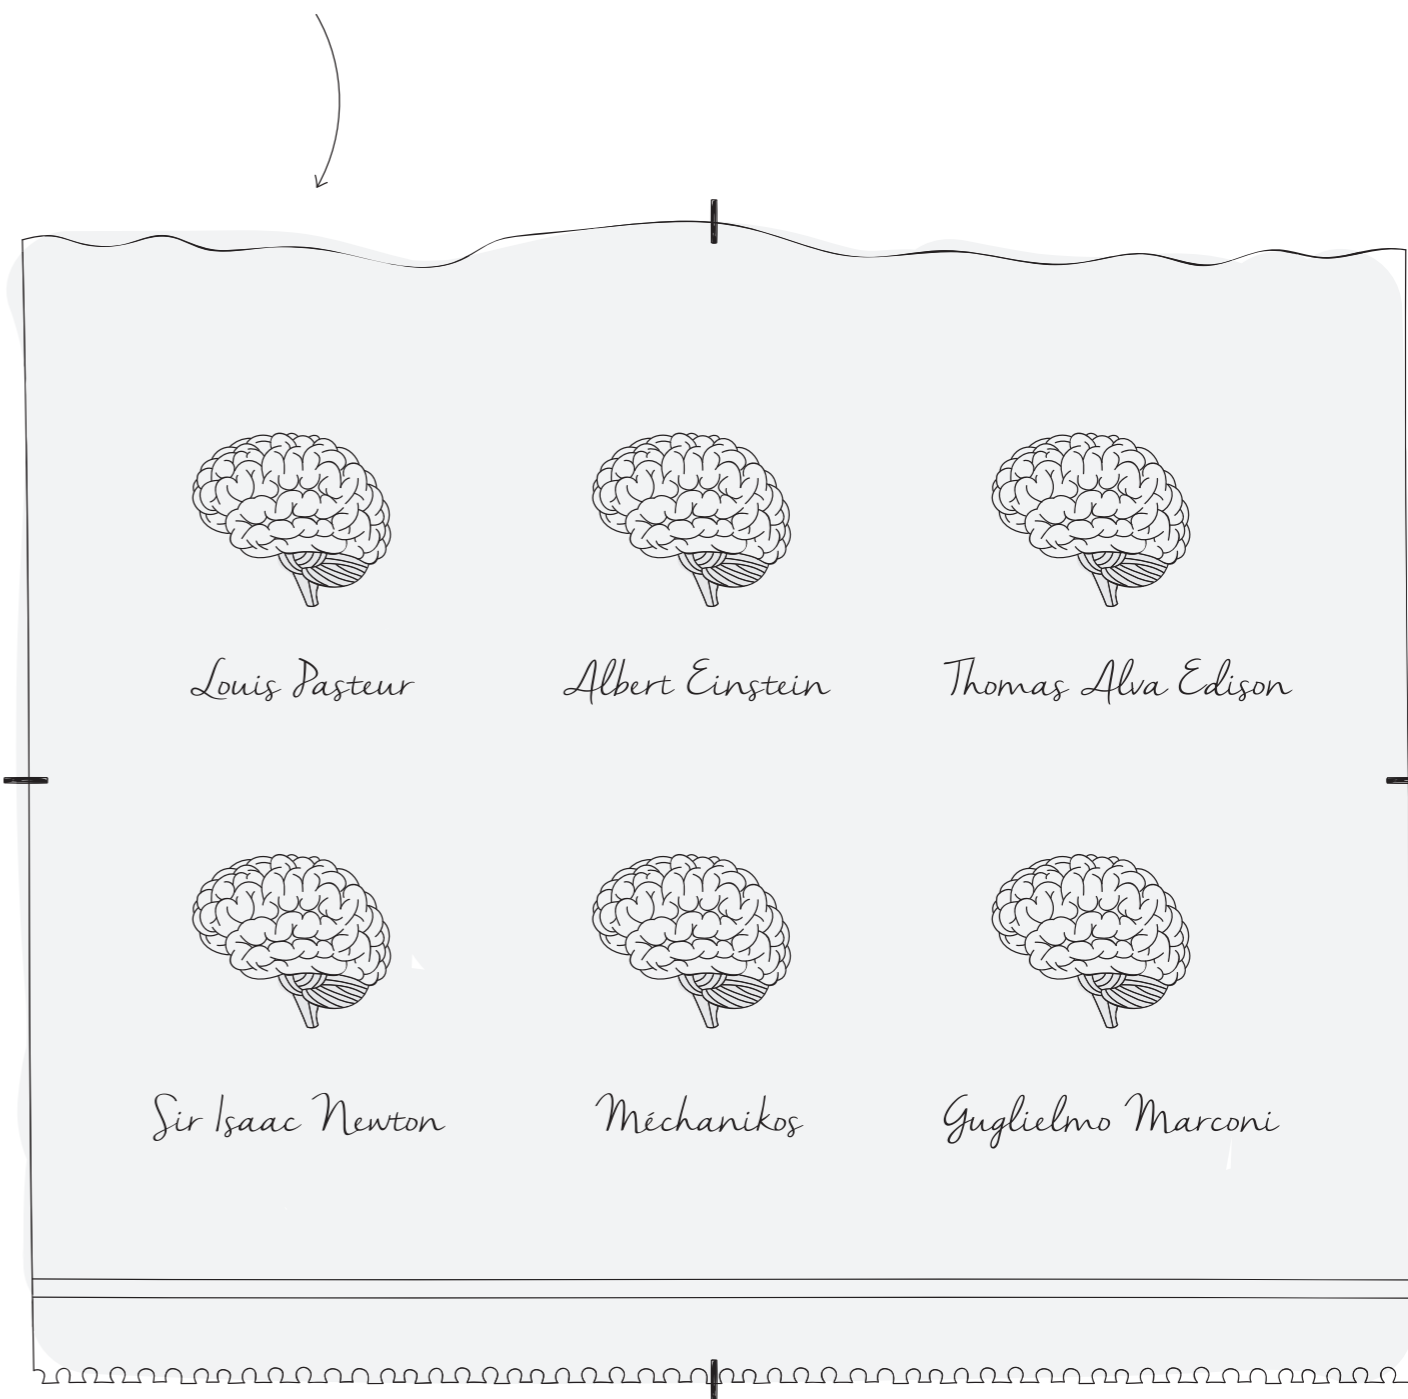 Louis Pasteur
Albert Einstein
Thomas Alva Edison
Sir Isaac Newton
Méchanikos
Guglielmo Marconi